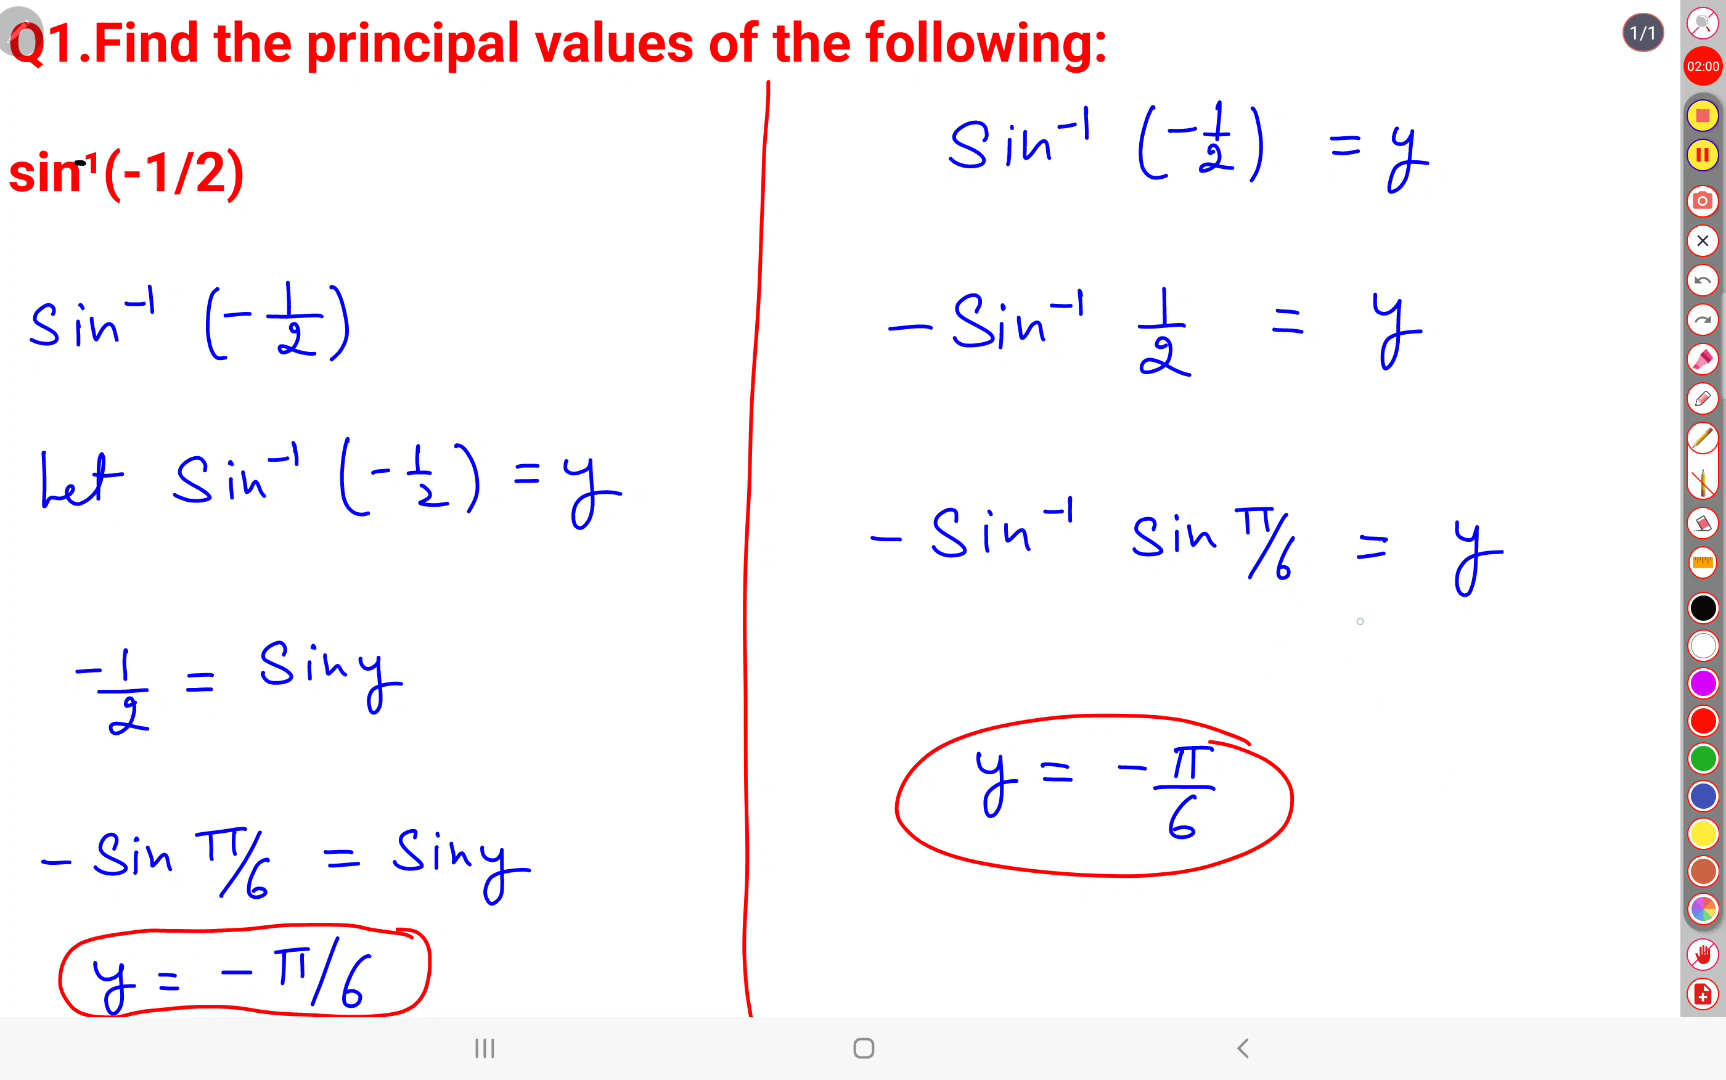 Q1.Find the principal values of the following:
sin⁻¹(-1/2)
Sin⁻¹ (-1/2)
Let Sin⁻¹ (-1/2) = y
-1/2 = Sin y
- Sin π/6 = Sin y
y = - π/6
Sin⁻¹ (-1/2) = y
- Sin⁻¹ 1/2 = y
- Sin⁻¹ Sin π/6 = y
y = - π/6
1/1
02:00